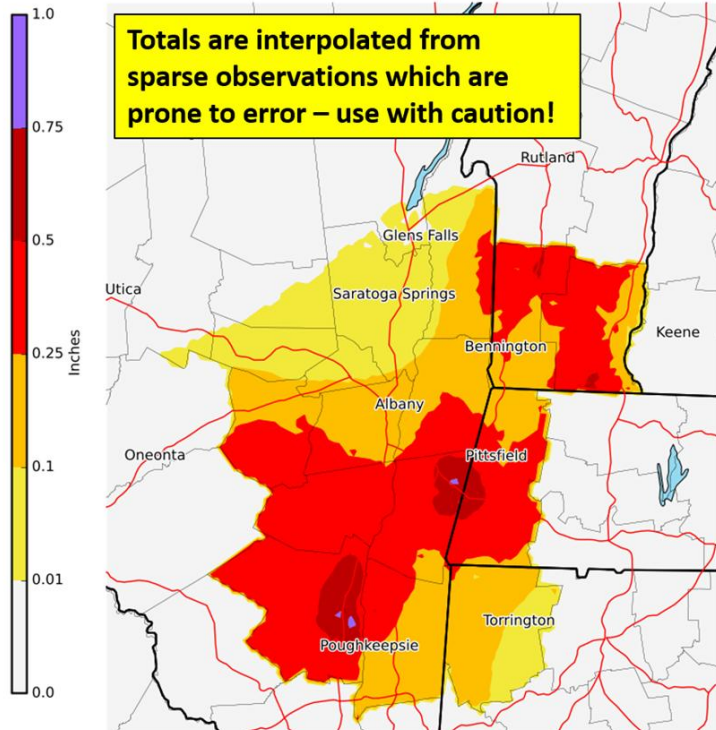 1.0
Totals are interpolated from
sparse observations which are
prone to error – use with caution!
0.75
Rutland
0.5
Glens Falls
Utica
Saratoga Springs
Keene
Inches
0.25
Bennington
Albany
Oneonta
Pittsfield
0.1
0.01
Torrington
Poughkeepsie
0.0